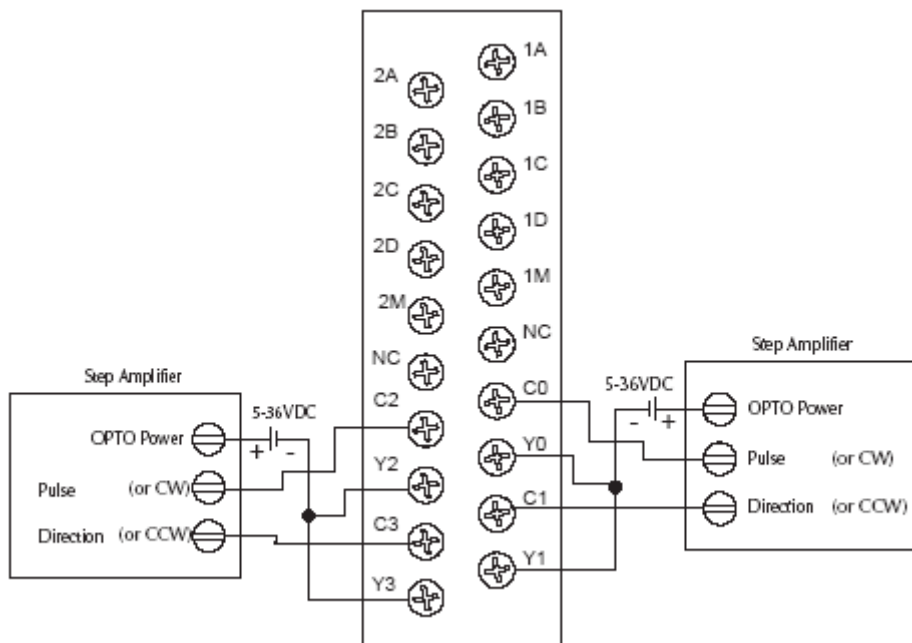 1A
2A
1B
2B
1C
2C
1D
2D
1M
2M
NC
NC
Step Amplifier
5-36VDC
OPTO Power
+ -
Pulse (or CW)
Direction (or CCW)
C2
Y2
C3
Y3
C0
Y0
C1
Y1
Step Amplifier
5-36VDC
- +
OPTO Power
Pulse (or CW)
Direction (or CCW)